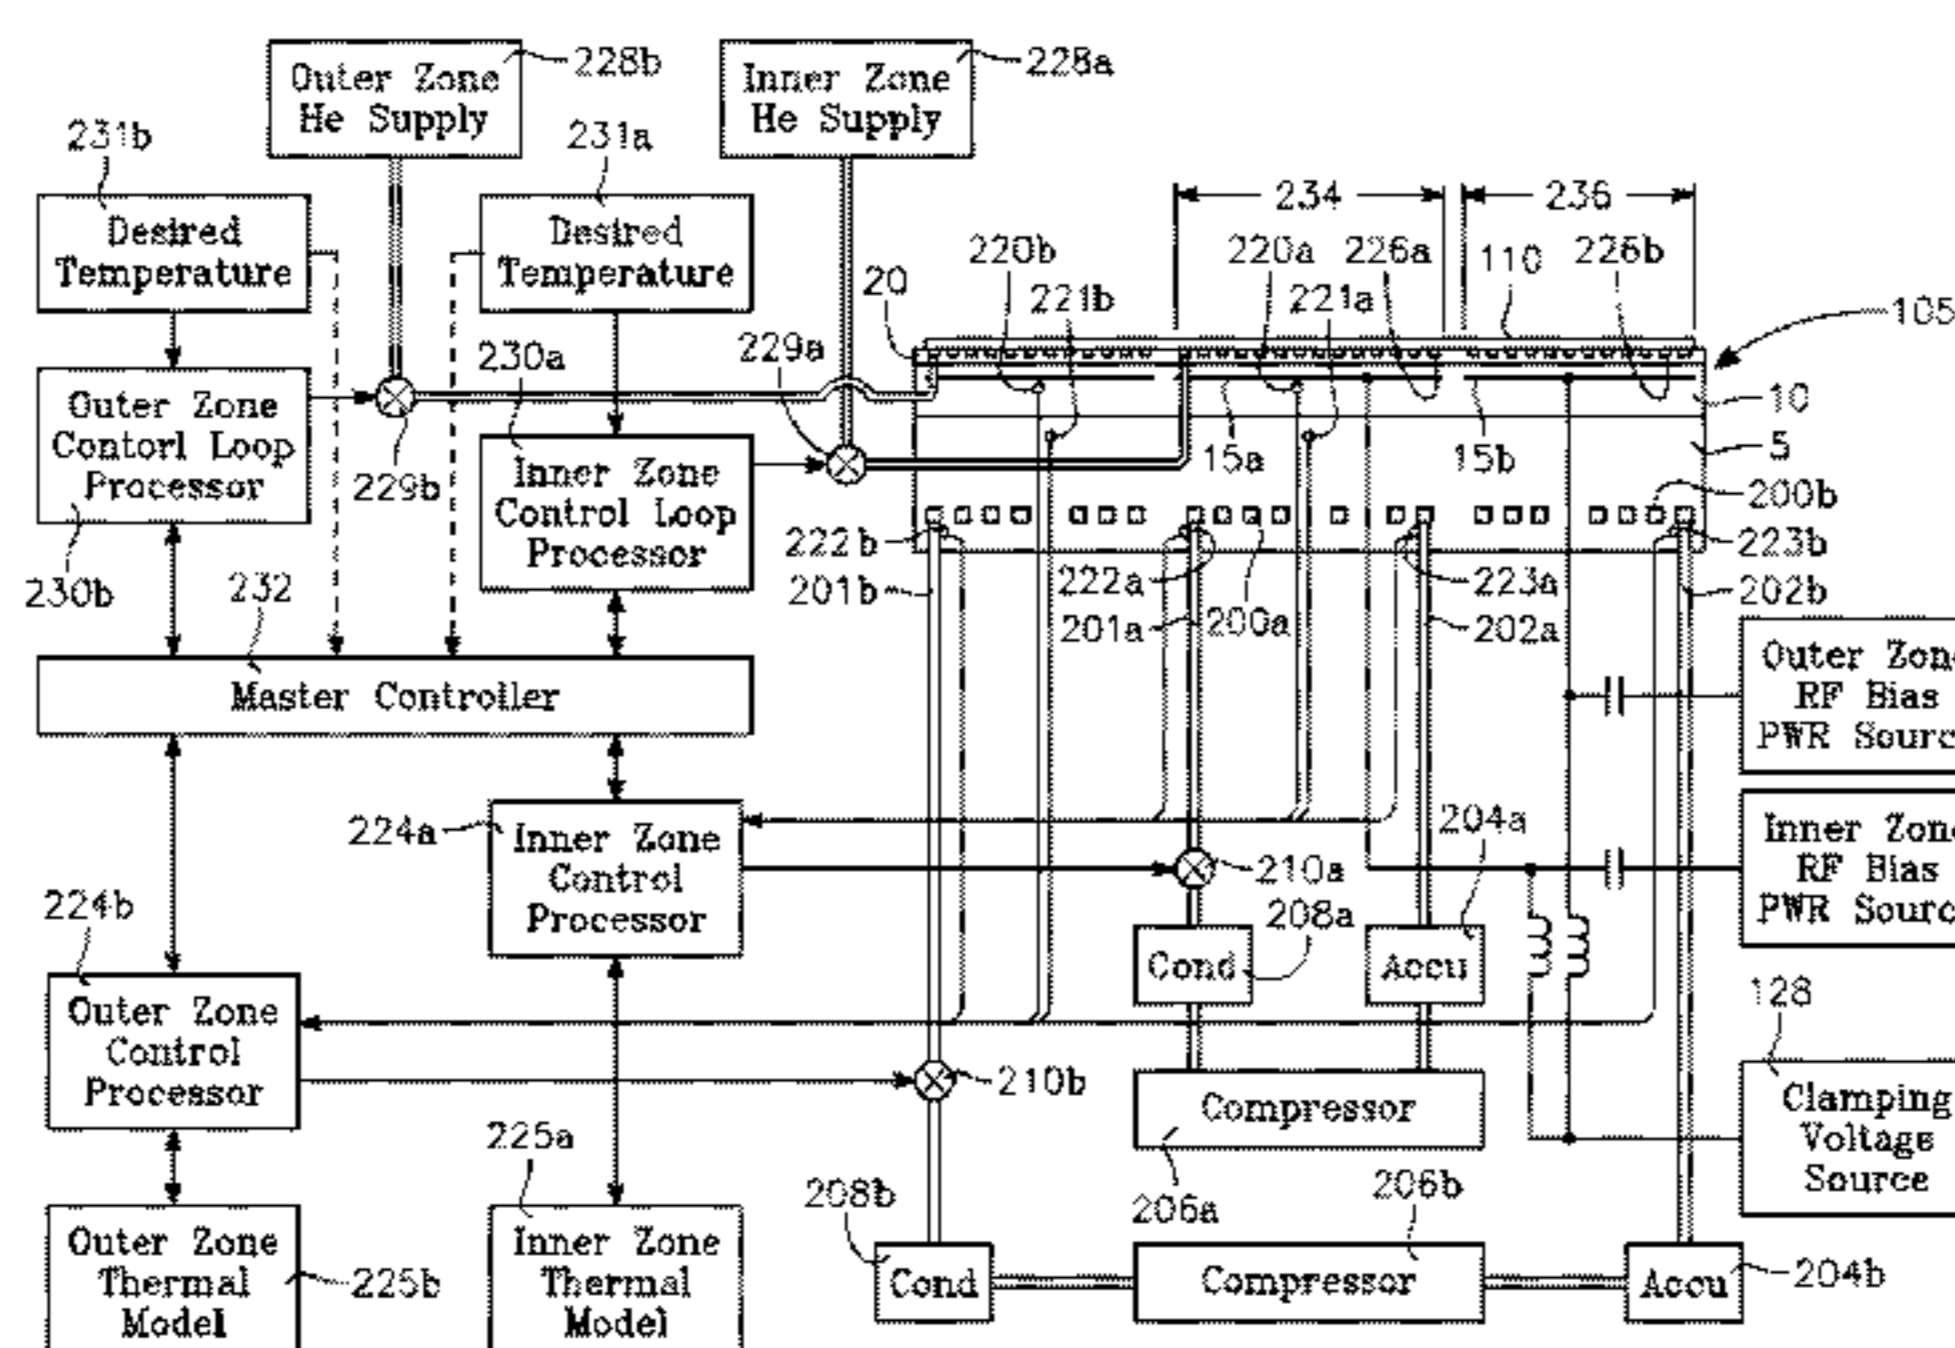 Outer Zone
He Supply
228b
Inner Zone
He Supply
228a
231b
231a
Desired
Temperature
Desired
Temperature
234
236
220b
220a
226a
110
226b
20
221b
221a
105
230a
229a
Outer Zone
Contorl Loop
Processor
229b
Inner Zone
Control Loop
Processor
15a
15b
10
5
200b
222b
223b
230b
232
201b
222a
223a
202b
201a
200a
202a
Master Controller
Outer Zon
RF Bias
PWR Sourc
224a
Inner Zone
Control
Processor
204a
Inner Zon
RF Bias
PWR Sourc
210a
208a
224b
Cond
Accu
128
Outer Zone
Control
Processor
210b
Compressor
Clamping
Voltage
Source
225a
208b
206a
206b
Outer Zone
Thermal
Model
225b
Inner Zone
Thermal
Model
Cond
Compressor
Accu
204b